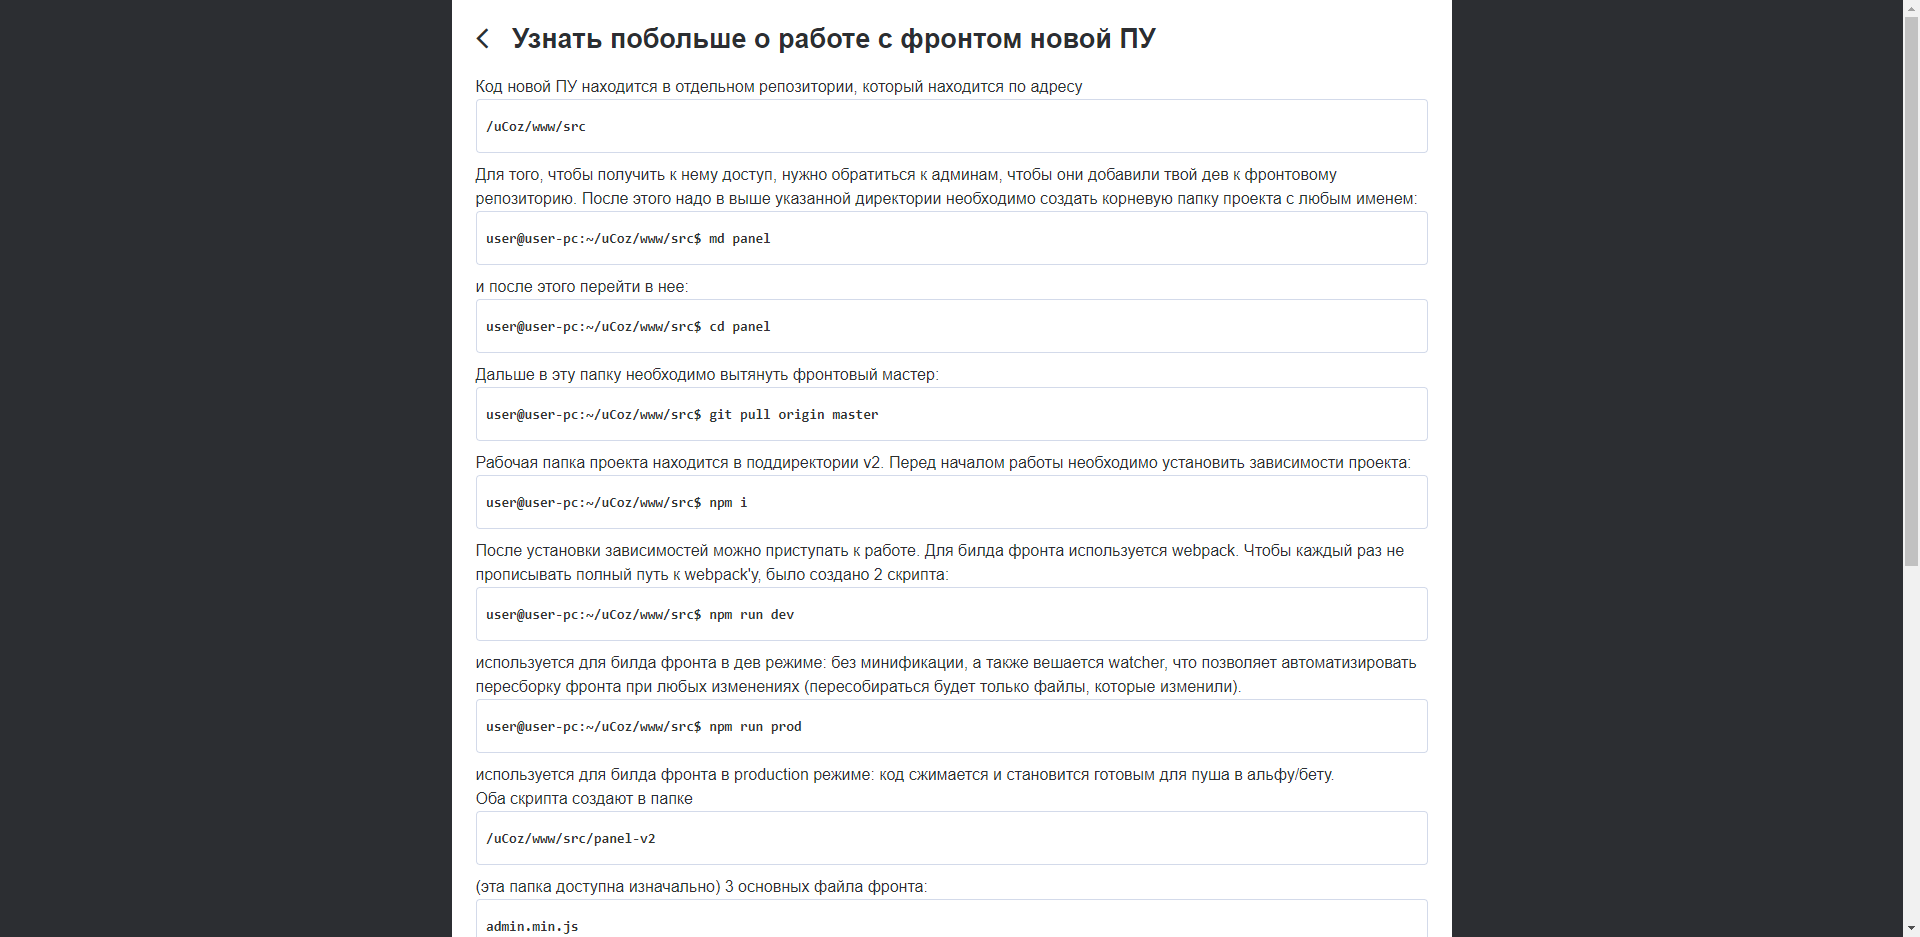 Узнать побольше о работе с фронтом новой ПУ
Код новой ПУ находится в отдельном репозитории, который находится по адресу
/uCoz/www/src
Для того, чтобы получить к нему доступ, нужно обратиться к админам, чтобы они добавили твой дев к фронтовому
репозиторию. После этого надо в выше указанной директории необходимо создать корневую папку проекта с любым именем:
user@user-pc:~/uCoz/www/src$ md panel
и после этого перейти в нее:
user@user-pc:~/uCoz/www/src$ cd panel
Дальше в эту папку необходимо вытянуть фронтовый мастер:
user@user-pc:~/uCoz/www/src$ git pull origin master
Рабочая папка проекта находится в поддиректории v2. Перед началом работы необходимо установить зависимости проекта:
user@user-pc:~/uCoz/www/src$ npm i
После установки зависимостей можно приступать к работе. Для билда фронта используется webpack. Чтобы каждый раз не
прописывать полный путь к webpack'у, было создано 2 скрипта:
user@user-pc:~/uCoz/www/src$ npm run dev
используется для билда фронта в дев режиме: без минификации, а также вешается watcher, что позволяет автоматизировать
пересборку фронта при любых изменениях (пересобираться будет только файлы, которые изменили).
user@user-pc:~/uCoz/www/src$ npm run prod
используется для билда фронта в production режиме: код сжимается и становится готовым для пуша в альфу/бету.
Оба скрипта создают в папке
/uCoz/www/src/panel-v2
(эта папка доступна изначально) 3 основных файла фронта:
admin.min.js